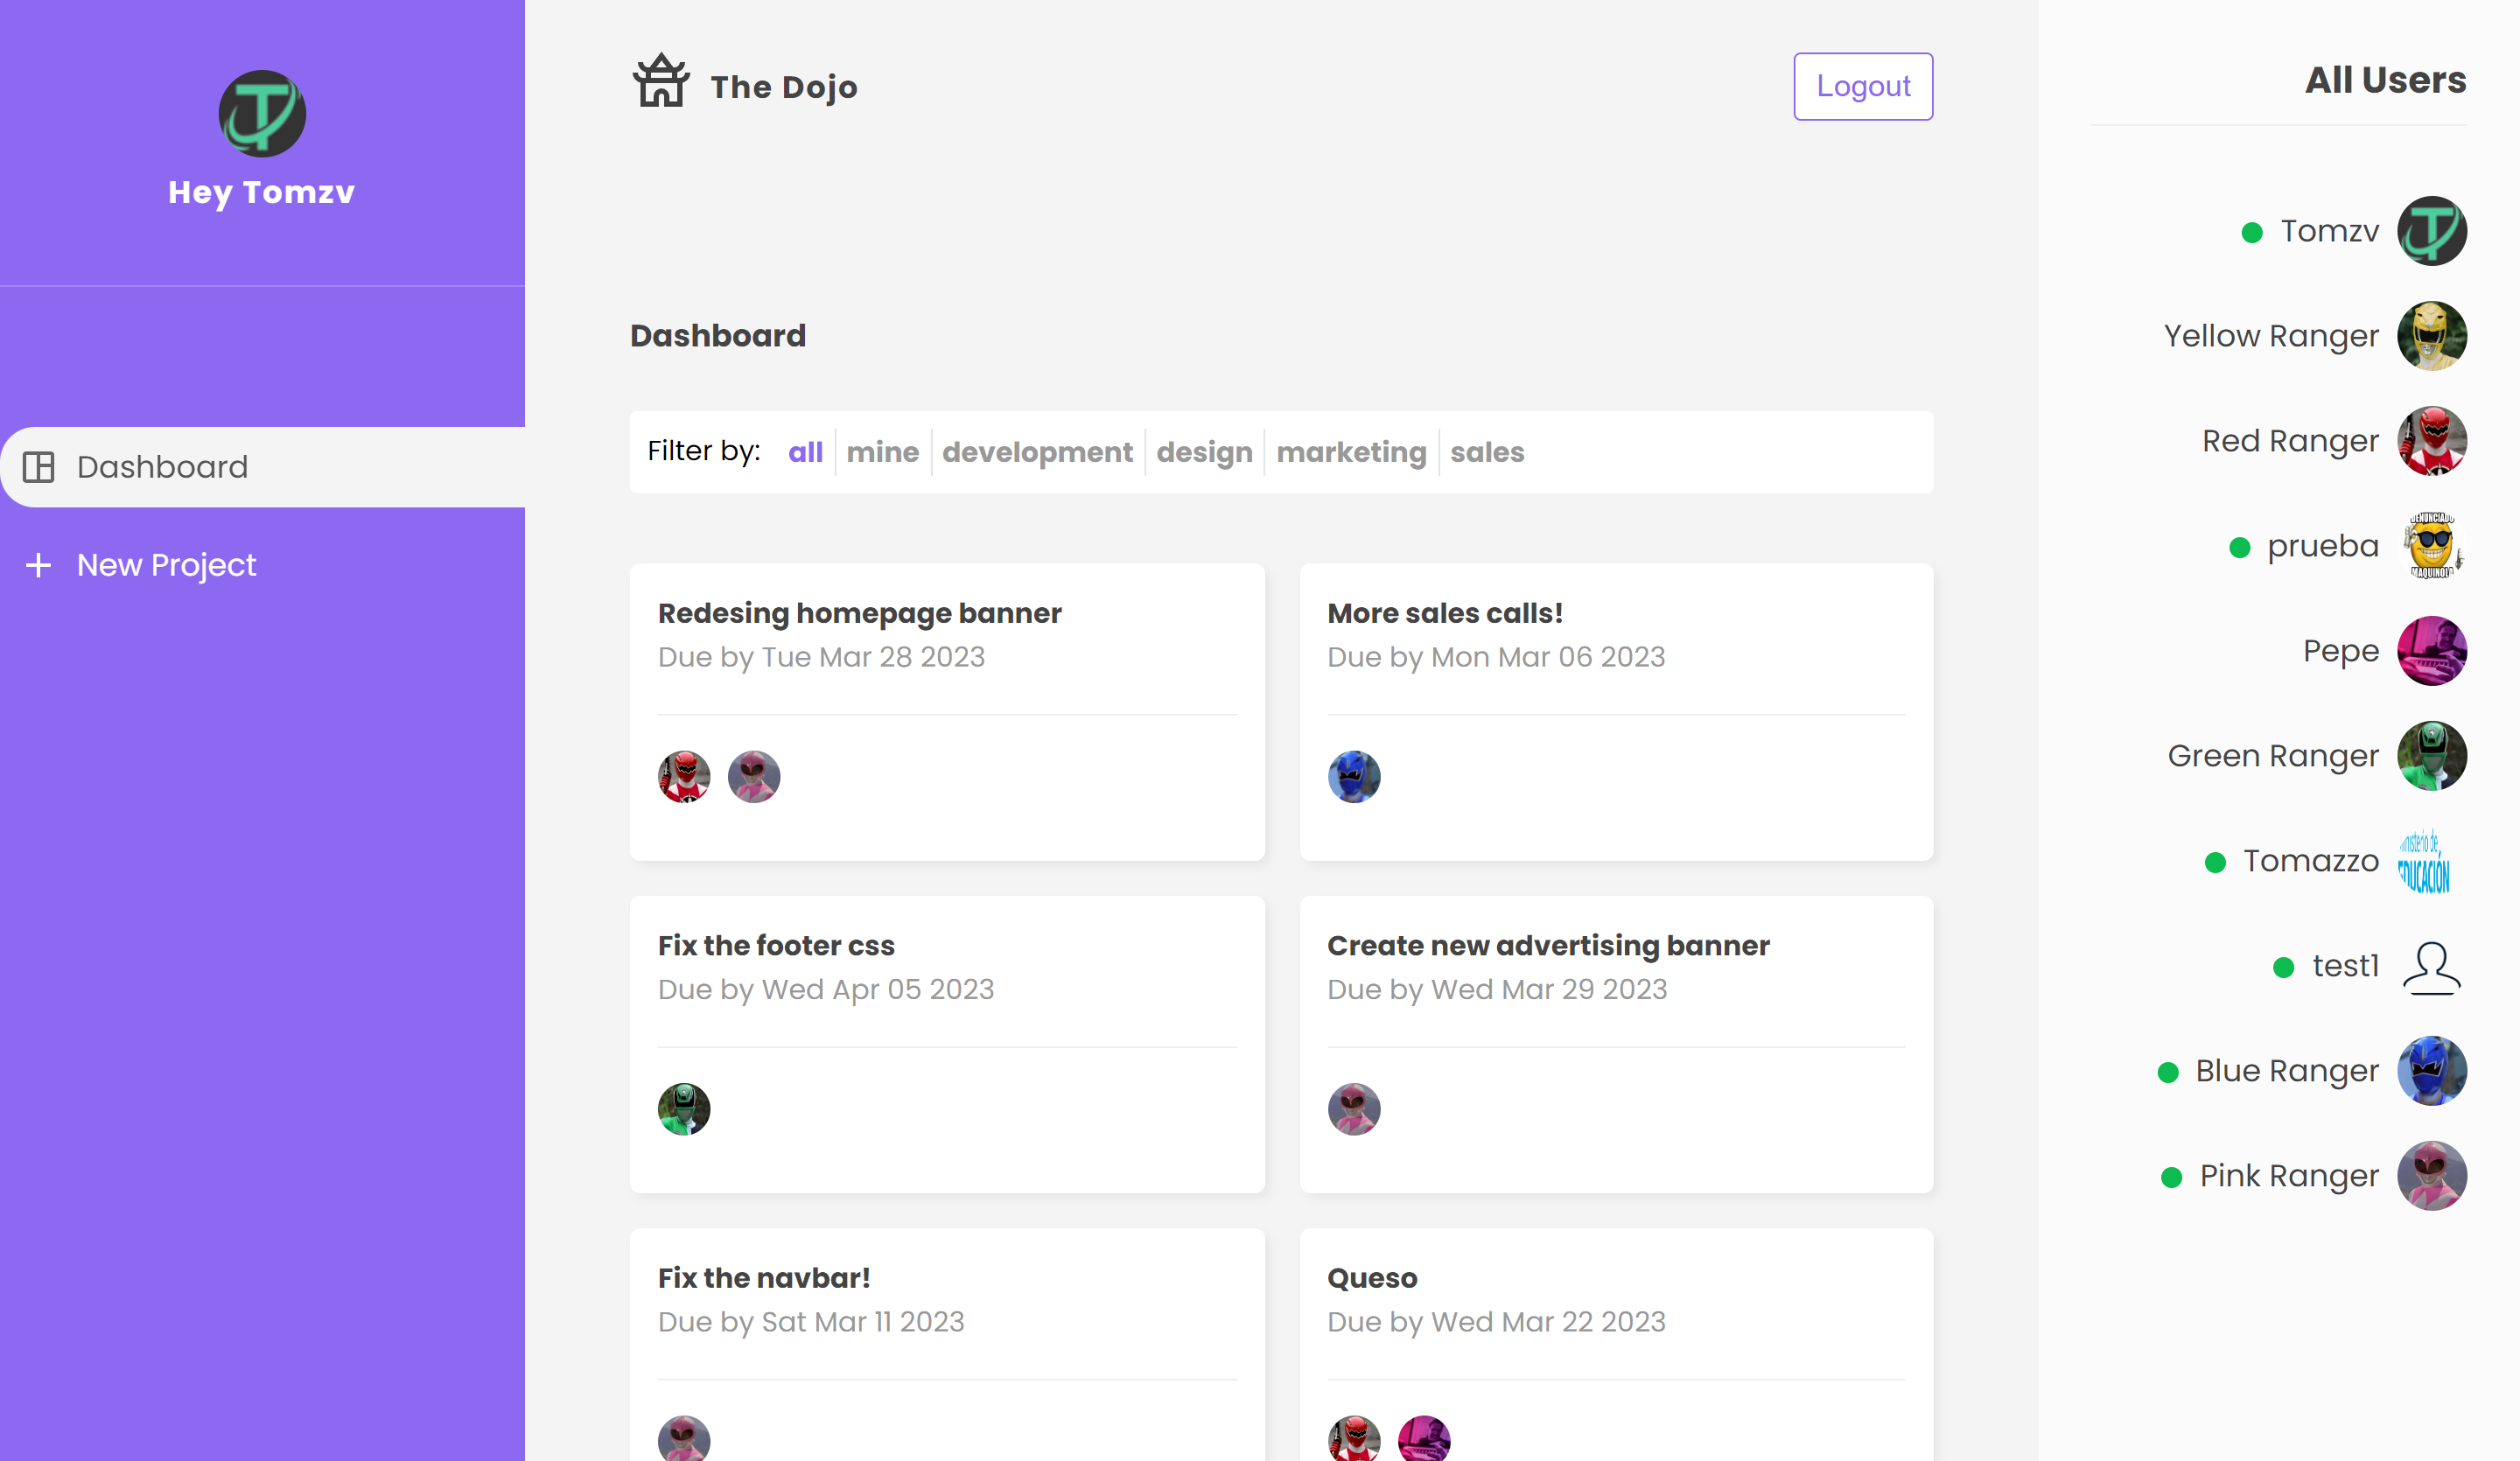 Hey Tomzv
Dashboard
New Project
The Dojo
Logout
Dashboard
Filter by: all mine development design marketing sales
Redesing homepage banner
Due by Tue Mar 28 2023
More sales calls!
Due by Mon Mar 06 2023
Fix the footer css
Due by Wed Apr 05 2023
Create new advertising banner
Due by Wed Mar 29 2023
Fix the navbar!
Due by Sat Mar 11 2023
Queso
Due by Wed Mar 22 2023
All Users
Tomzv
Yellow Ranger
Red Ranger
prueba
DENUNCIADO
MAQUINOLA
Pepe
Green Ranger
Tomazzo
de
EDUCACIÓN
test1
Blue Ranger
Pink Ranger